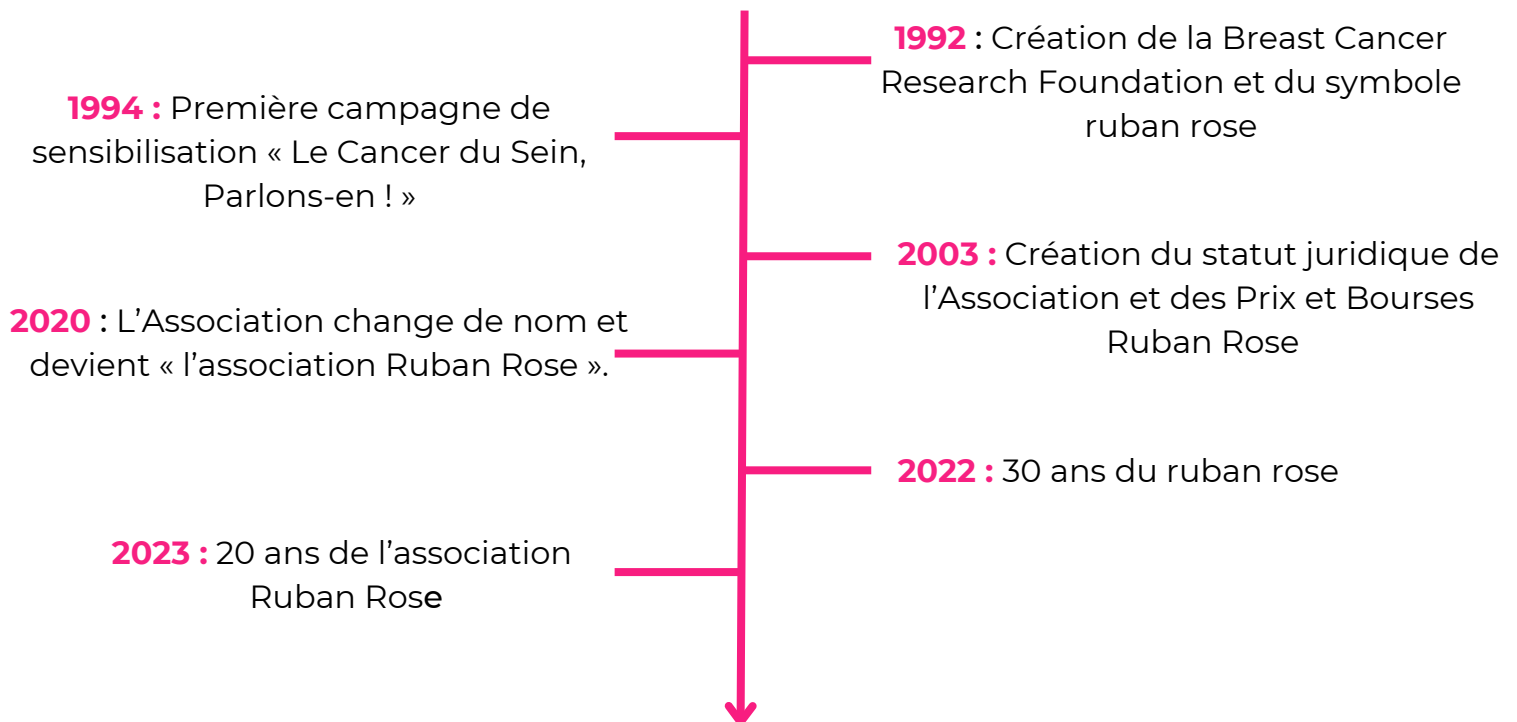 1992 : Création de la Breast Cancer
Research Foundation et du symbole
ruban rose
1994 : Première campagne de
sensibilisation « Le Cancer du Sein,
Parlons-en ! »
2003 : Création du statut juridique de
l’Association et des Prix et Bourses
Ruban Rose
2020 : L’Association change de nom et
devient « l’association Ruban Rose ».
2022 : 30 ans du ruban rose
2023 : 20 ans de l’association
Ruban Rose